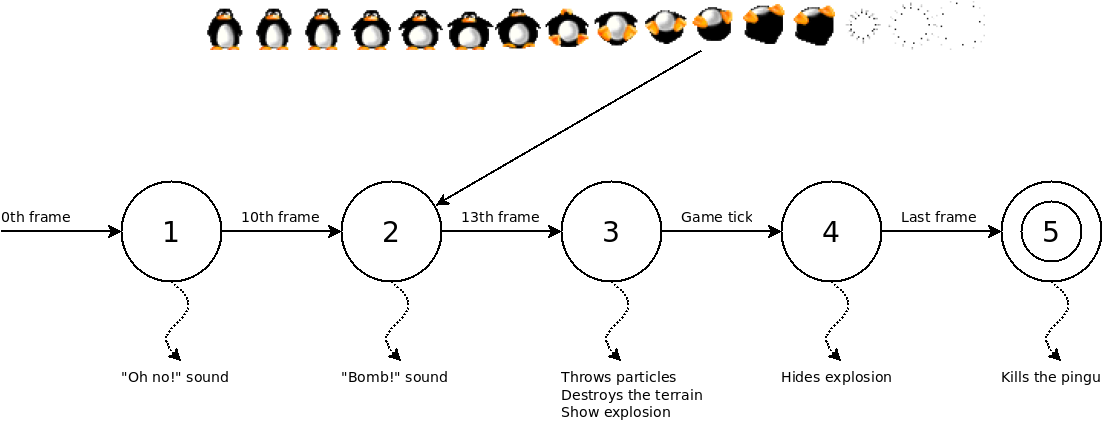 0th frame
10th frame
13th frame
Game tick
Last frame
1
2
3
4
5
"Oh no!" sound
"Bomb!" sound
Throws particles
Destroys the terrain
Show explosion
Hides explosion
Kills the pingu